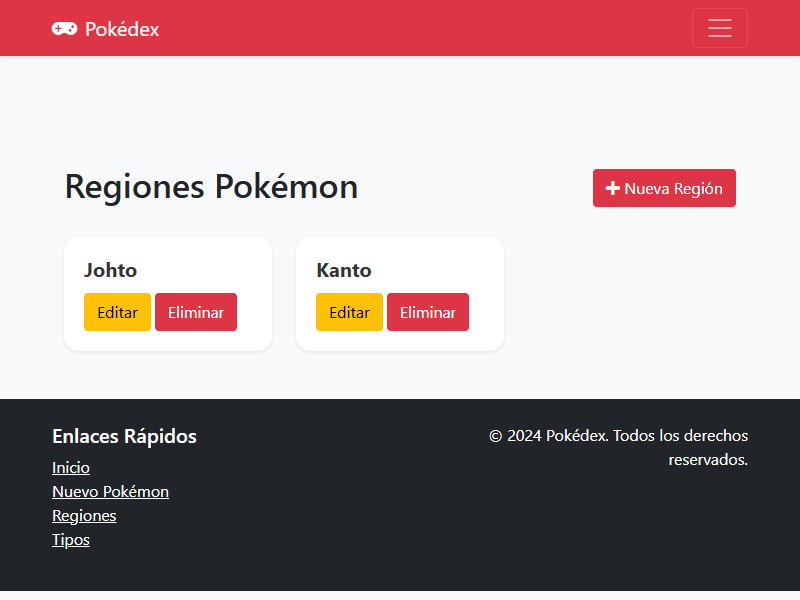 Pokédex
Regiones Pokémon
Nueva Región
Johto
Editar Eliminar
Kanto
Editar Eliminar
Enlaces Rápidos
Inicio
Nuevo Pokémon
Regiones
Tipos
© 2024 Pokédex. Todos los derechos
reservados.